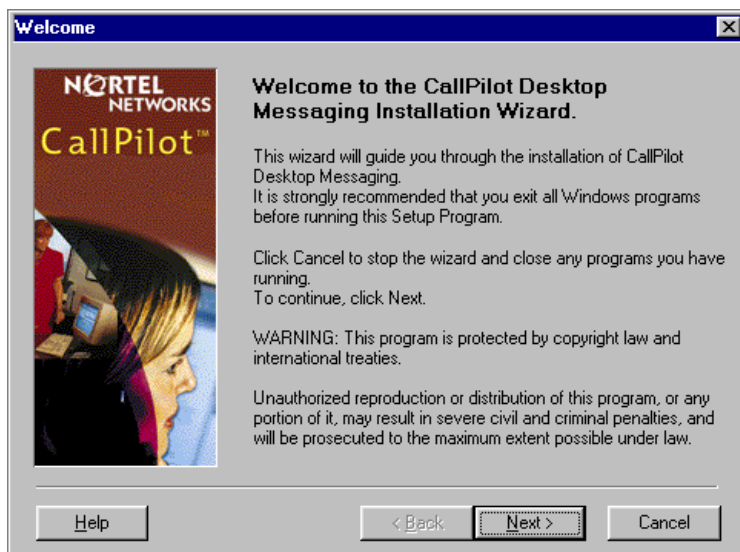 Welcome
NORTEL
NETWORKS
CallPilot™
Welcome to the CallPilot Desktop
Messaging Installation Wizard.
This wizard will guide you through the installation of CallPilot
Desktop Messaging.
It is strongly recommended that you exit all Windows programs
before running this Setup Program.
Click Cancel to stop the wizard and close any programs you have
running.
To continue, click Next.
WARNING: This program is protected by copyright law and
international treaties.
Unauthorized reproduction or distribution of this program, or any
portion of it, may result in severe civil and criminal penalties, and
will be prosecuted to the maximum extent possible under law.
Help
< Back
Next >
Cancel